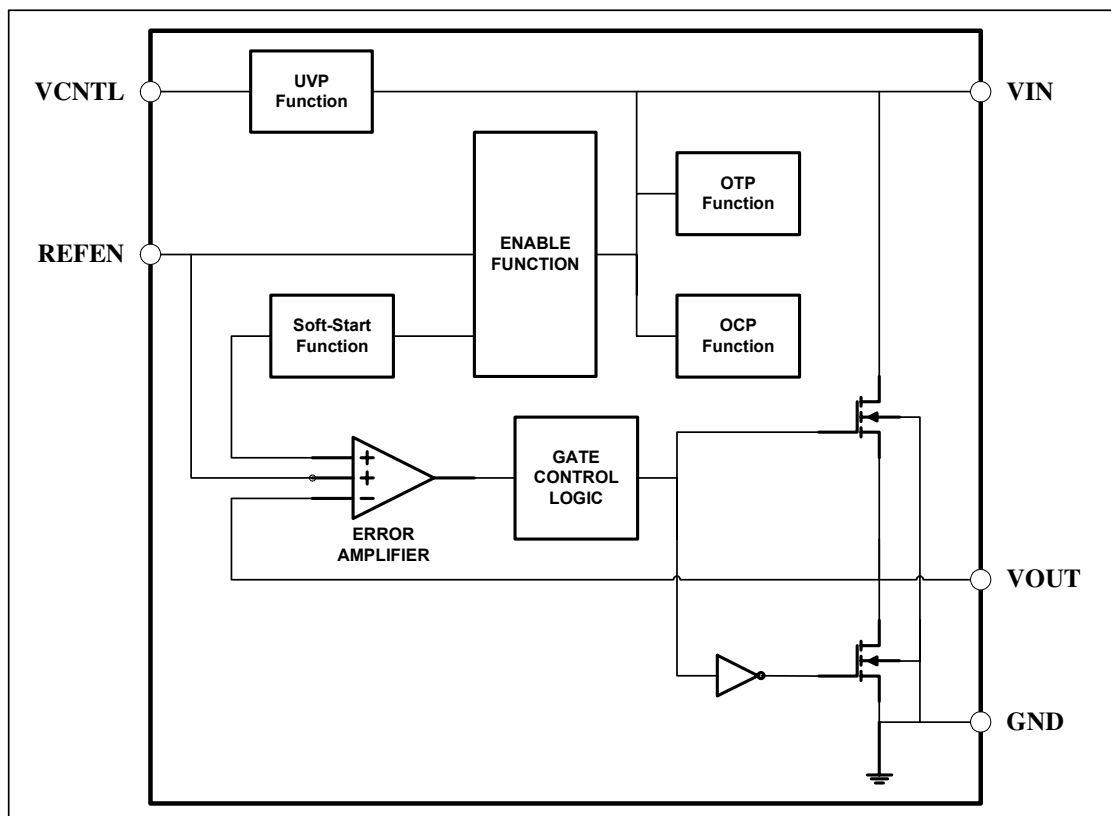 VCNTL
UVP
Function
VIN
OTP
Function
REFEN
ENABLE
FUNCTION
Soft-Start
Function
OCP
Function
+
+
−
ERROR
AMPLIFIER
GATE
CONTROL
LOGIC
VOUT
GND